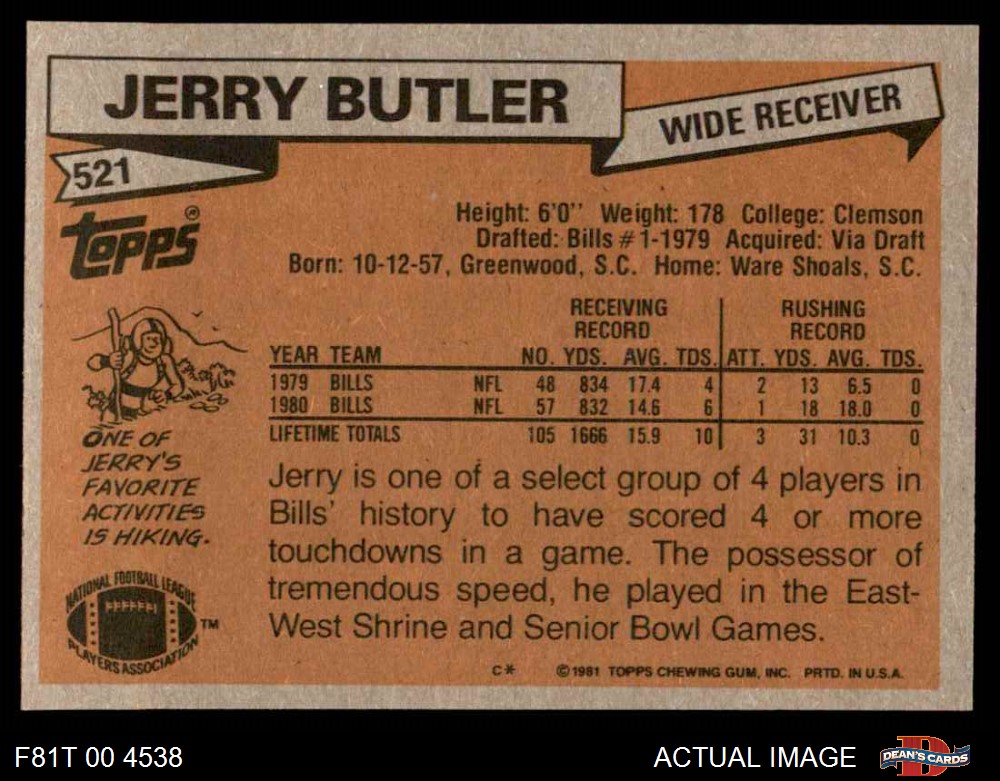 JERRY BUTLER
WIDE RECEIVER
521
TOPPS®
Height: 6'0'' Weight: 178 College: Clemson
Drafted: Bills #1-1979 Acquired: Via Draft
Born: 10-12-57, Greenwood, S.C. Home: Ware Shoals, S.C.
RECEIVING RECORD RUSHING RECORD
YEAR TEAM NO. YDS. AVG. TDS. ATT. YDS. AVG. TDS.
1979 BILLS NFL 48 834 17.4 4 2 13 6.5 0
1980 BILLS NFL 57 832 14.6 6 1 18 18.0 0
LIFETIME TOTALS 105 1666 15.9 10 3 31 10.3 0
ONE OF
JERRY'S
FAVORITE
ACTIVITIES
IS HIKING.
Jerry is one of a select group of 4 players in
Bills' history to have scored 4 or more
touchdowns in a game. The possessor of
tremendous speed, he played in the East-
West Shrine and Senior Bowl Games.
NATIONAL FOOTBALL LEAGUE
PLAYERS ASSOCIATION
TM
C* ©1981 TOPPS CHEWING GUM, INC. PRTD. IN U.S.A.
F81T 00 4538
ACTUAL IMAGE
D
DEAN'S CARDS